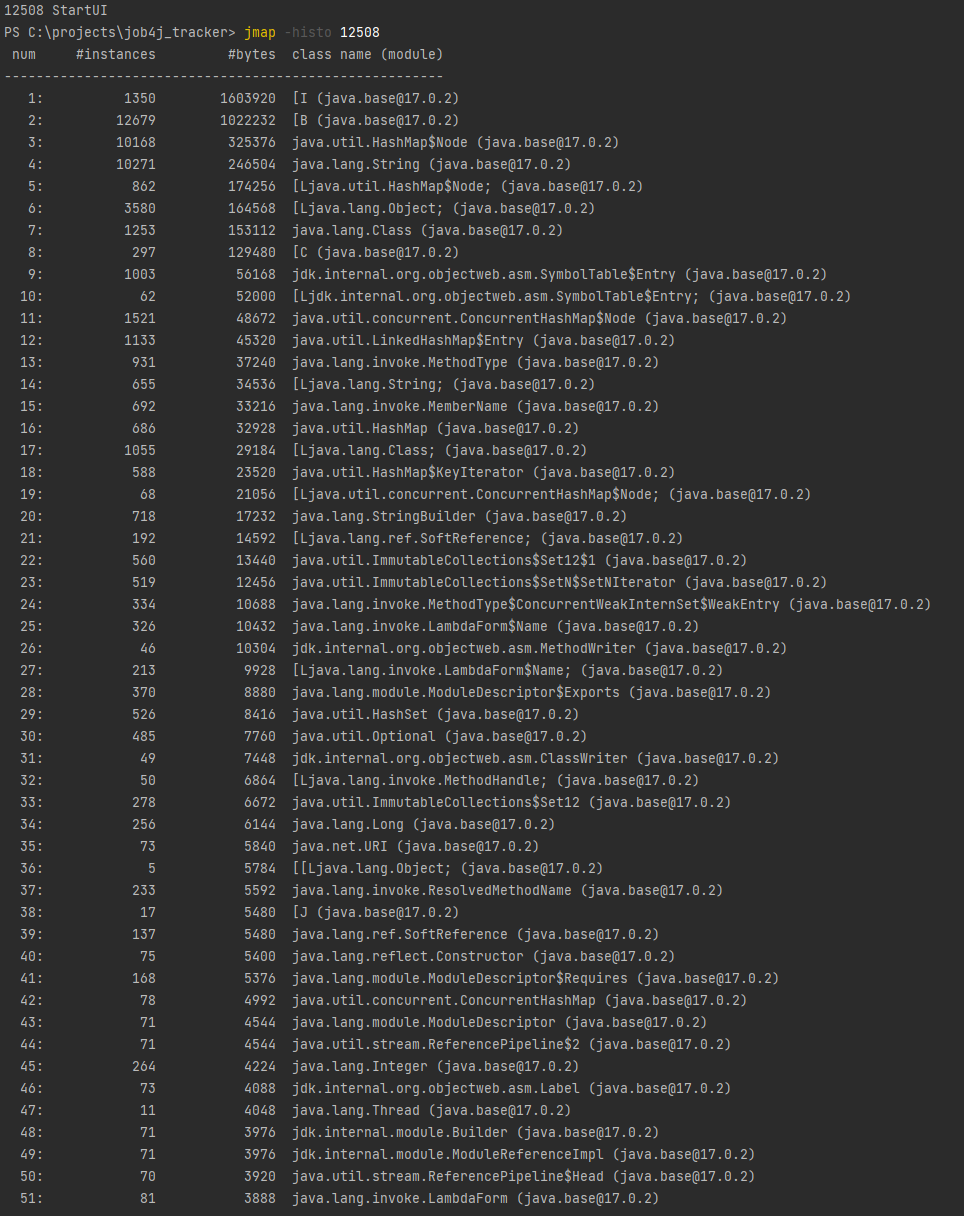 12508 StartUI
PS C:\projects\job4j_tracker> jmap -histo 12508
 num     #instances         #bytes  class name (module)
-------------------------------------------------------
   1:          1350        1603920  [I (java.base@17.0.2)
   2:         12679        1022232  [B (java.base@17.0.2)
   3:         10168         325376  java.util.HashMap$Node (java.base@17.0.2)
   4:         10271         246504  java.lang.String (java.base@17.0.2)
   5:           862         174256  [Ljava.util.HashMap$Node; (java.base@17.0.2)
   6:          3580         164568  [Ljava.lang.Object; (java.base@17.0.2)
   7:          1253         153112  java.lang.Class (java.base@17.0.2)
   8:           297         129480  [C (java.base@17.0.2)
   9:          1003          56168  jdk.internal.org.objectweb.asm.SymbolTable$Entry (java.base@17.0.2)
  10:            62          52000  [Ljdk.internal.org.objectweb.asm.SymbolTable$Entry; (java.base@17.0.2)
  11:          1521          48672  java.util.concurrent.ConcurrentHashMap$Node (java.base@17.0.2)
  12:          1133          45320  java.util.LinkedHashMap$Entry (java.base@17.0.2)
  13:           931          37240  java.lang.invoke.MethodType (java.base@17.0.2)
  14:           655          34536  [Ljava.lang.String; (java.base@17.0.2)
  15:           692          33216  java.lang.invoke.MemberName (java.base@17.0.2)
  16:           686          32928  java.util.HashMap (java.base@17.0.2)
  17:          1055          29184  [Ljava.lang.Class; (java.base@17.0.2)
  18:           588          23520  java.util.HashMap$KeyIterator (java.base@17.0.2)
  19:            68          21056  [Ljava.util.concurrent.ConcurrentHashMap$Node; (java.base@17.0.2)
  20:           718          17232  java.lang.StringBuilder (java.base@17.0.2)
  21:           192          14592  [Ljava.lang.ref.SoftReference; (java.base@17.0.2)
  22:           560          13440  java.util.ImmutableCollections$Set12$1 (java.base@17.0.2)
  23:           519          12456  java.util.ImmutableCollections$SetN$SetNIterator (java.base@17.0.2)
  24:           334          10688  java.lang.invoke.MethodType$ConcurrentWeakInternSet$WeakEntry (java.base@17.0.2)
  25:           326          10432  java.lang.invoke.LambdaForm$Name (java.base@17.0.2)
  26:            46          10304  jdk.internal.org.objectweb.asm.MethodWriter (java.base@17.0.2)
  27:           213           9928  [Ljava.lang.invoke.LambdaForm$Name; (java.base@17.0.2)
  28:           370           8880  java.lang.module.ModuleDescriptor$Exports (java.base@17.0.2)
  29:           526           8416  java.util.HashSet (java.base@17.0.2)
  30:           485           7760  java.util.Optional (java.base@17.0.2)
  31:            49           7448  jdk.internal.org.objectweb.asm.ClassWriter (java.base@17.0.2)
  32:            50           6864  [Ljava.lang.invoke.MethodHandle; (java.base@17.0.2)
  33:           278           6672  java.util.ImmutableCollections$Set12 (java.base@17.0.2)
  34:           256           6144  java.lang.Long (java.base@17.0.2)
  35:            73           5840  java.net.URI (java.base@17.0.2)
  36:             5           5784  [[Ljava.lang.Object; (java.base@17.0.2)
  37:           233           5592  java.lang.invoke.ResolvedMethodName (java.base@17.0.2)
  38:            17           5480  [J (java.base@17.0.2)
  39:           137           5480  java.lang.ref.SoftReference (java.base@17.0.2)
  40:            75           5400  java.lang.reflect.Constructor (java.base@17.0.2)
  41:           168           5376  java.lang.module.ModuleDescriptor$Requires (java.base@17.0.2)
  42:            78           4992  java.util.concurrent.ConcurrentHashMap (java.base@17.0.2)
  43:            71           4544  java.lang.module.ModuleDescriptor (java.base@17.0.2)
  44:            71           4544  java.util.stream.ReferencePipeline$2 (java.base@17.0.2)
  45:           264           4224  java.lang.Integer (java.base@17.0.2)
  46:            73           4088  jdk.internal.org.objectweb.asm.Label (java.base@17.0.2)
  47:            11           4048  java.lang.Thread (java.base@17.0.2)
  48:            71           3976  jdk.internal.module.Builder (java.base@17.0.2)
  49:            71           3976  jdk.internal.module.ModuleReferenceImpl (java.base@17.0.2)
  50:            70           3920  java.util.stream.ReferencePipeline$Head (java.base@17.0.2)
  51:            81           3888  java.lang.invoke.LambdaForm (java.base@17.0.2)